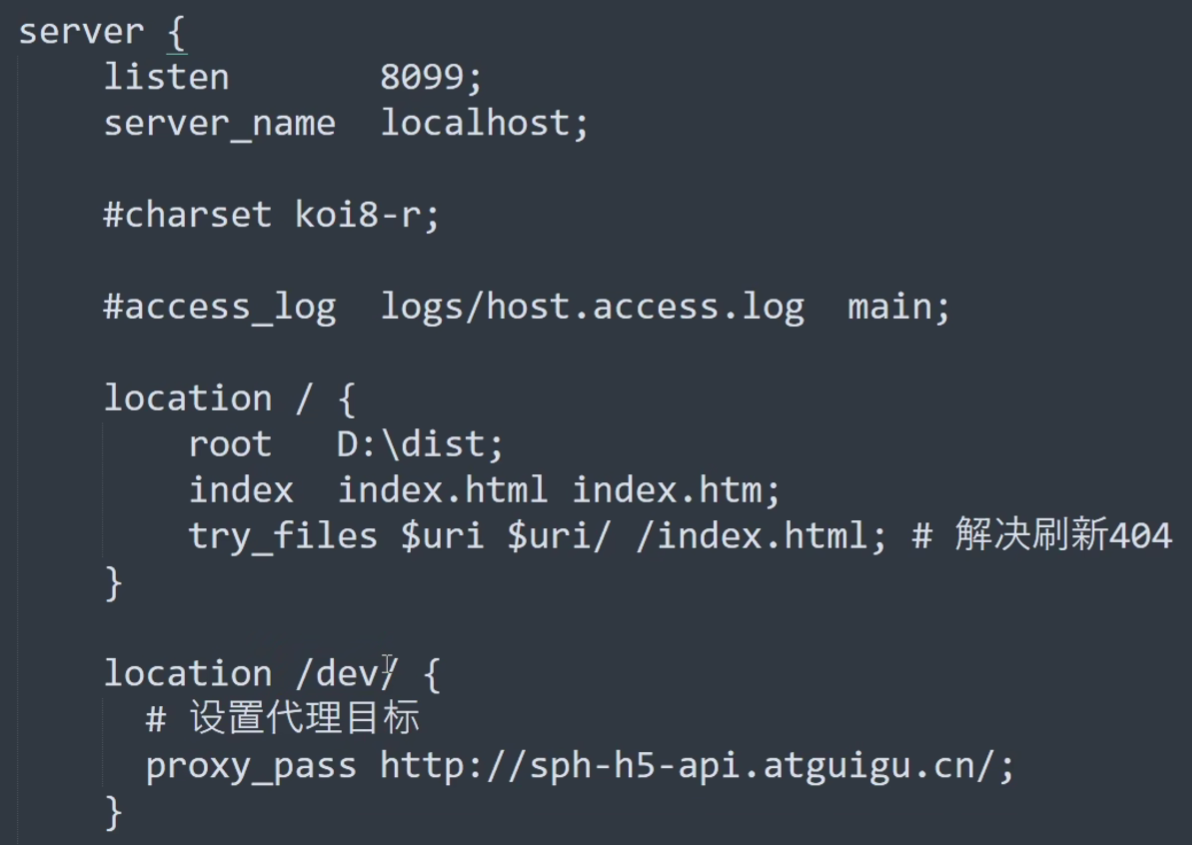 server {
    listen       8099;
    server_name  localhost;
    #charset koi8-r;
    #access_log  logs/host.access.log  main;
    location / {
        root   D:\dist;
        index  index.html index.htm;
        try_files $uri $uri/ /index.html; # 解决刷新404
    }
    location /dev/ {
      # 设置代理目标
      proxy_pass http://sph-h5-api.atguigu.cn/;
    }